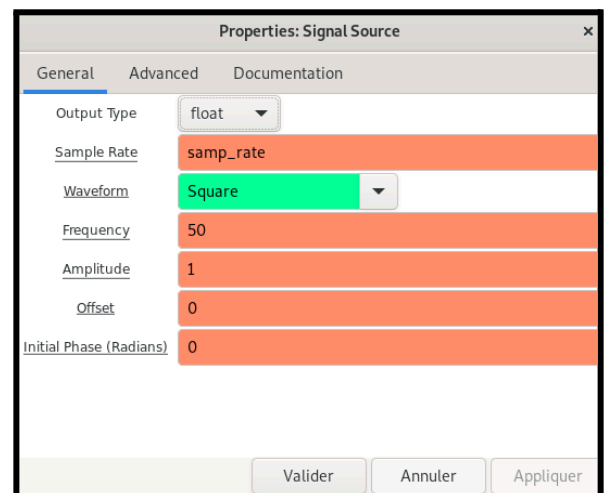 Properties: Signal Source ×
General Advanced Documentation
Output Type float
Sample Rate samp_rate
Waveform Square
Frequency 50
Amplitude 1
Offset 0
Initial Phase (Radians) 0
Valider Annuler Appliquer